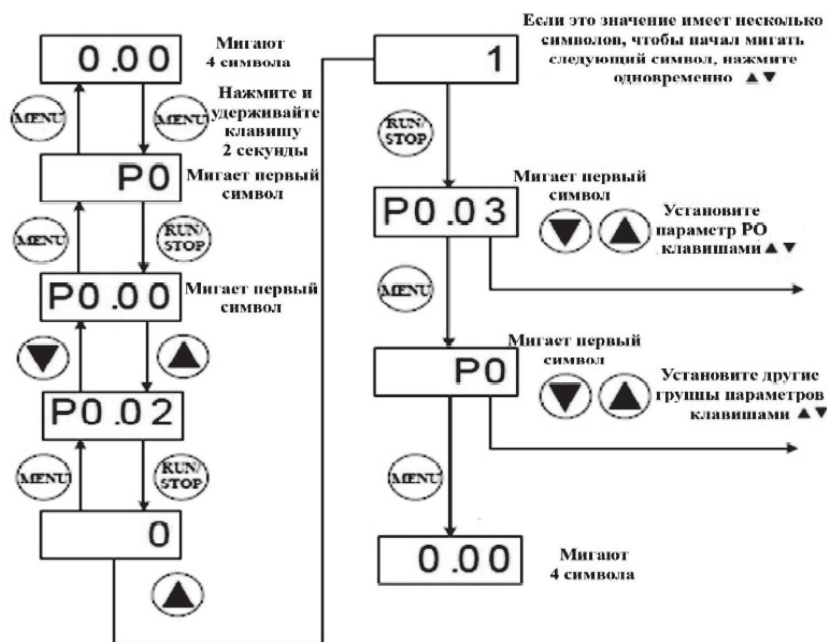 0.00
Мигают
4 символа
MENU
MENU
Нажмите и
удерживайте
клавишу
2 секунды
P0
Мигает первый
символ
MENU
RUN/
STOP
P0.00
Мигает первый
символ
P0.02
MENU
RUN/
STOP
0
1
Если это значение имеет несколько
символов, чтобы начал мигать
следующий символ, нажмите
одновременно ▲▼
RUN/
STOP
P0.03
Мигает первый
символ
Установите
параметр РО
клавишами▲▼
MENU
P0
Мигает первый
символ
Установите другие
группы параметров
клавишами ▲▼
MENU
0.00
Мигают
4 символа